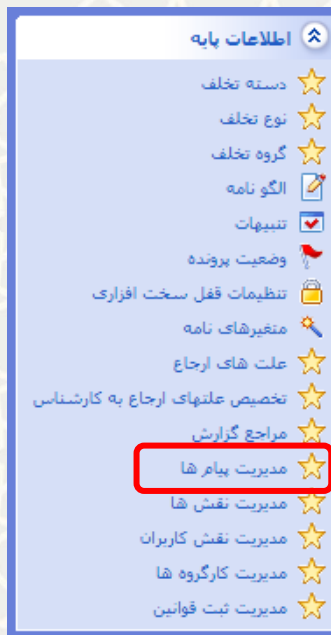 اطلاعات پایه
دسته تخلف
نوع تخلف
گروه تخلف
الگو نامه
تنبیهات
وضعیت پرونده
تنظیمات قفل سخت افزاری
متغیرهای نامه
علت های ارجاع
تخصیص علتهای ارجاع به کارشناس
مراجع گزارش
مدیریت پیام ها
مدیریت نقش ها
مدیریت نقش کاربران
مدیریت کارگروه ها
مدیریت ثبت قوانین